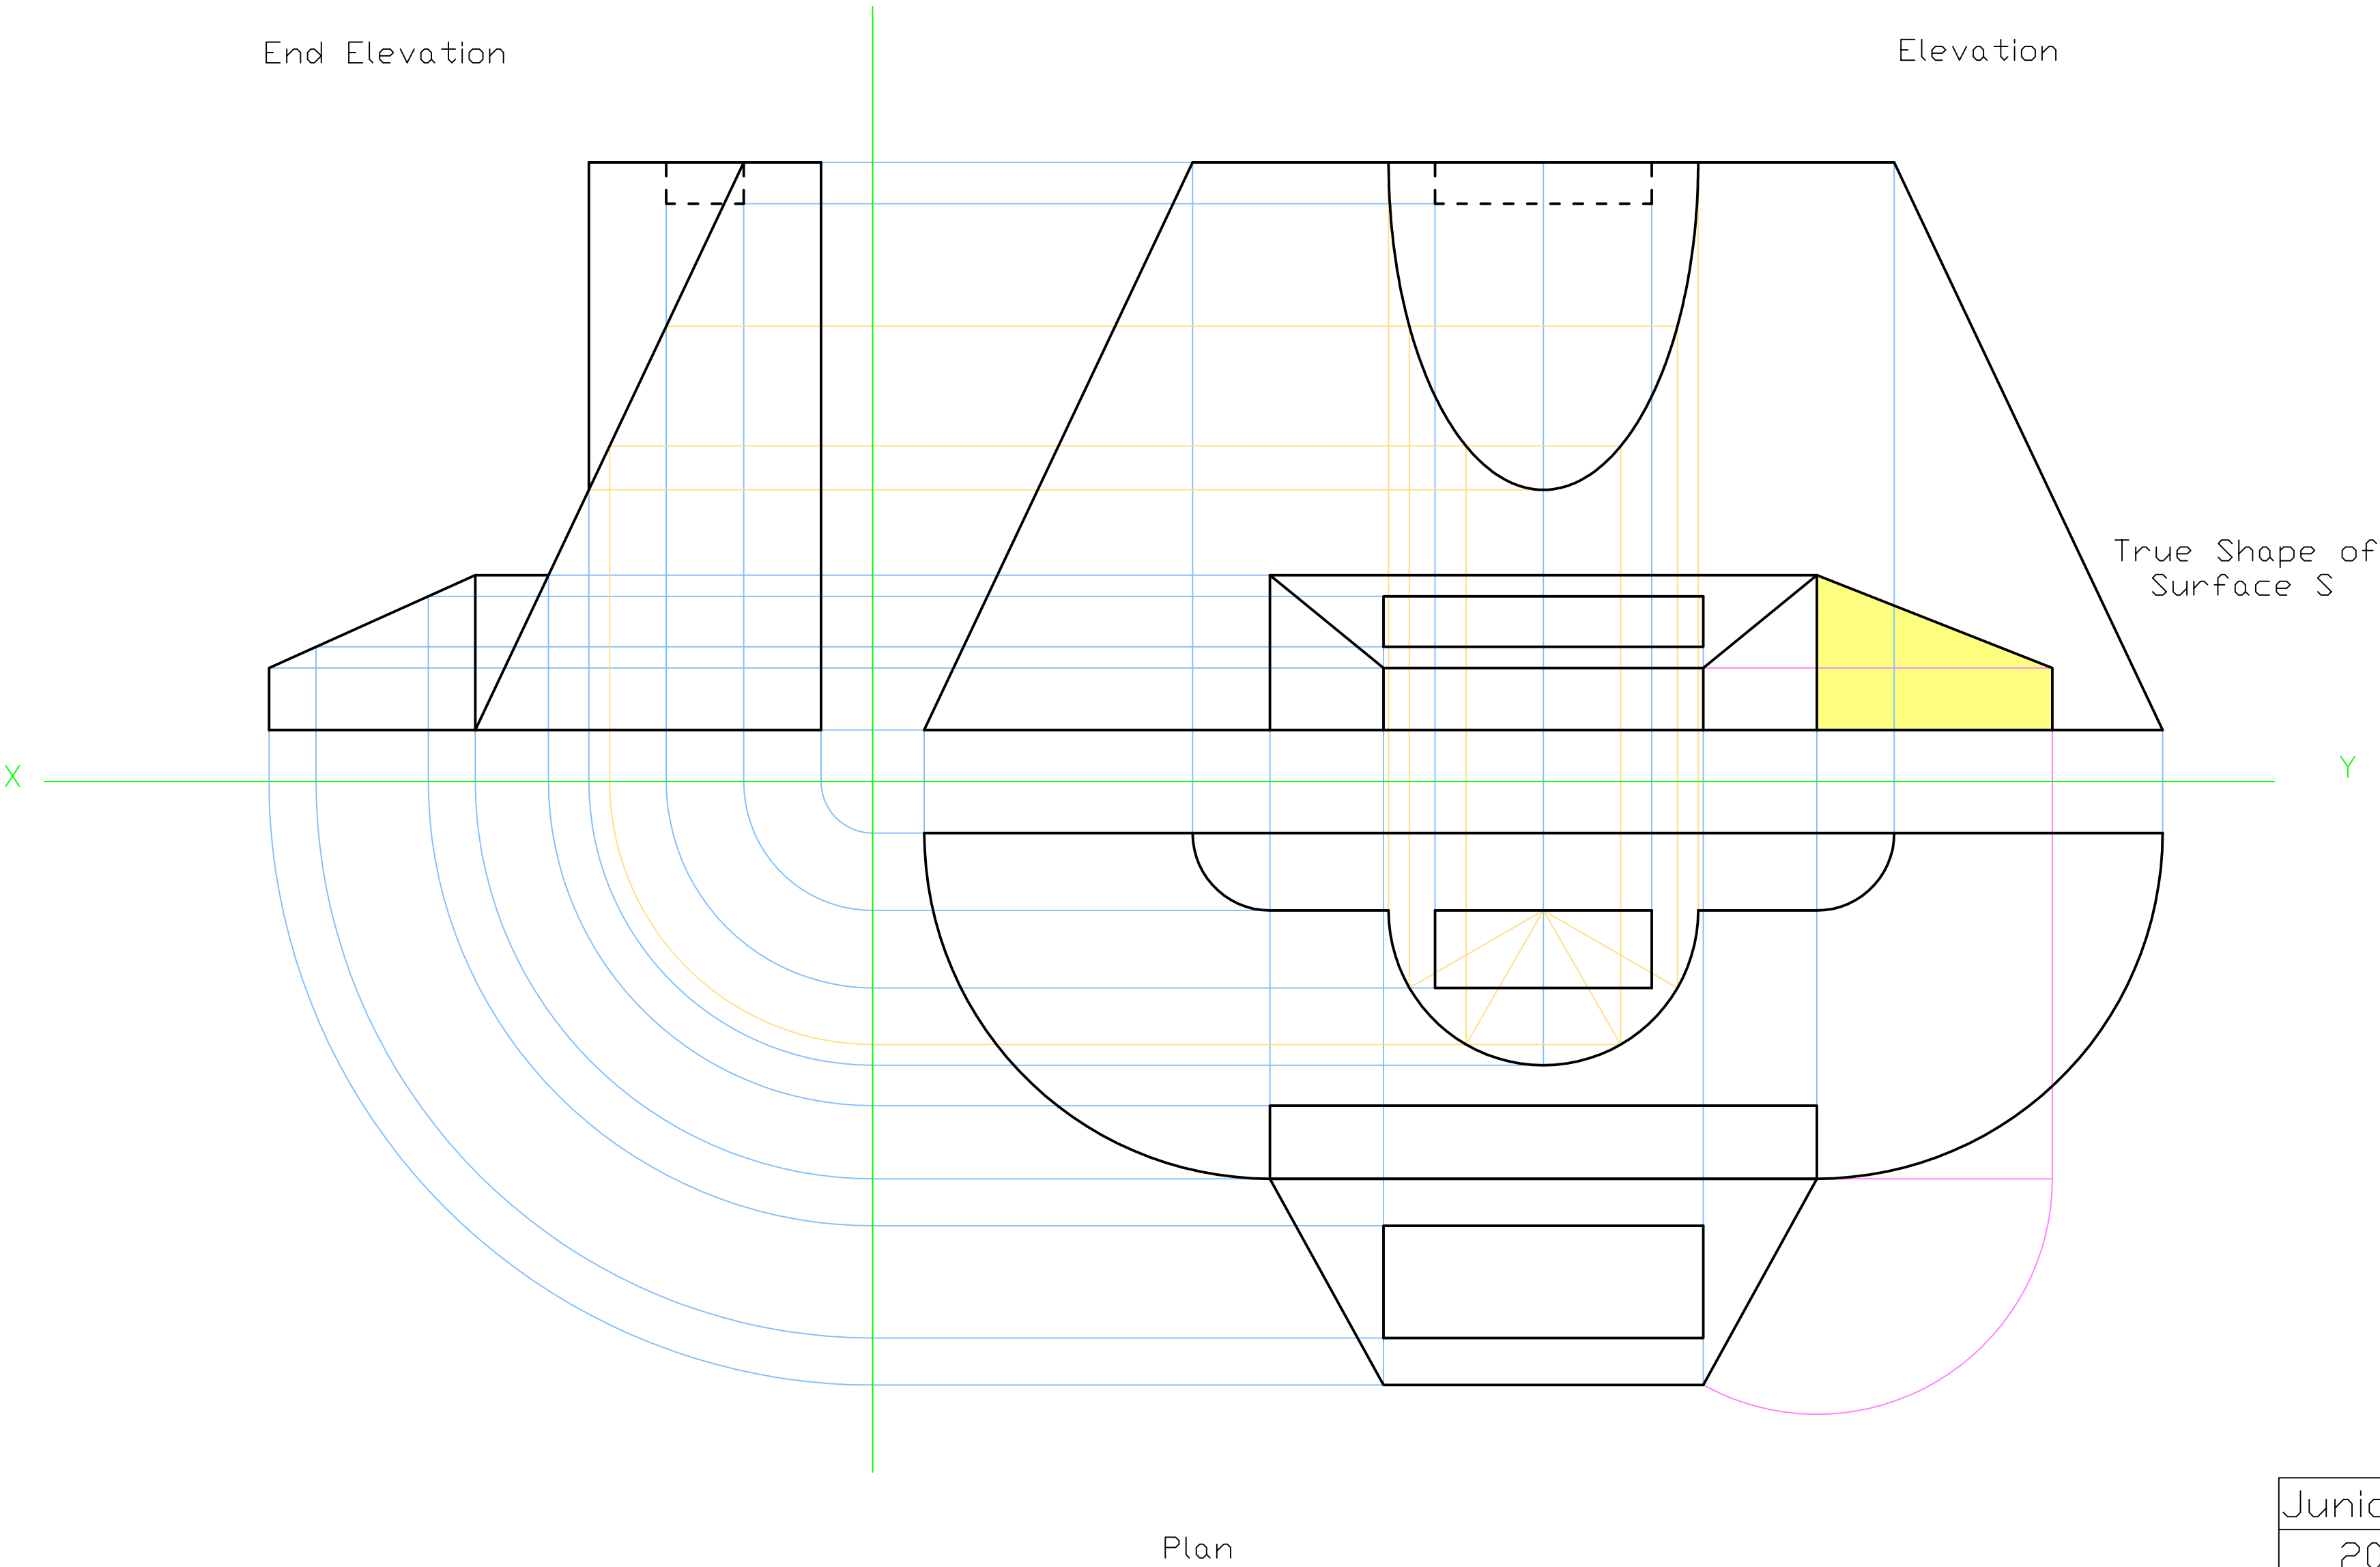 End Elevation
Elevation
True Shape of
Surface S
X
Y
Plan